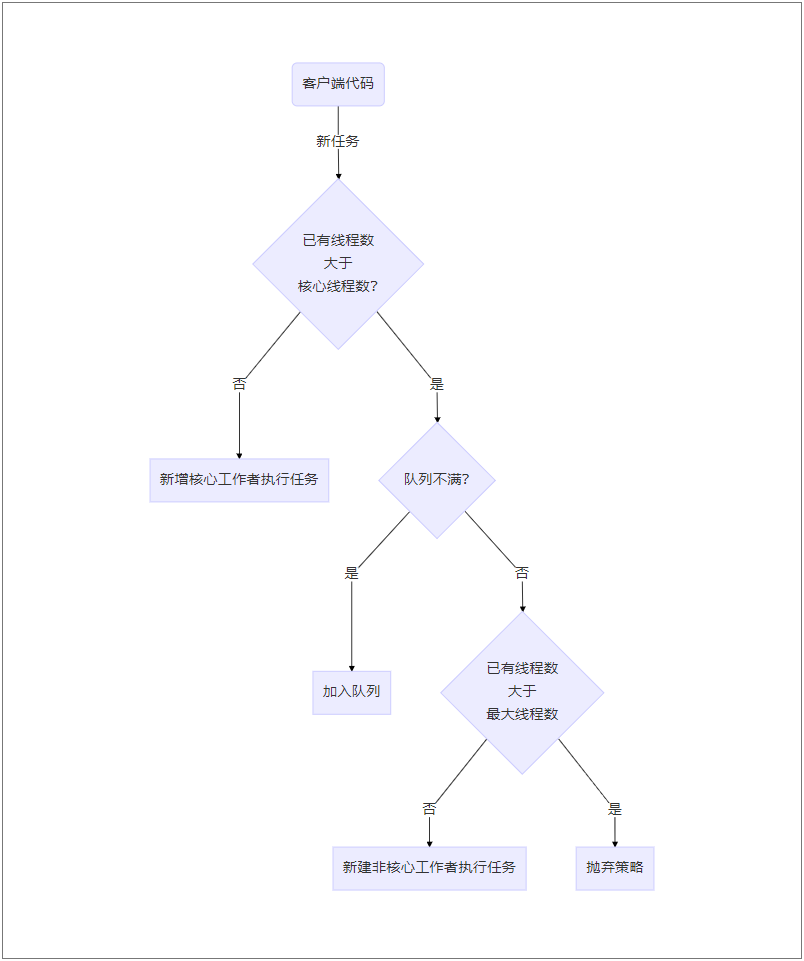 客户端代码
新任务
已有线程数
大于
核心线程数?
否
是
新增核心工作者执行任务
队列不满?
是
否
加入队列
已有线程数
大于
最大线程数
否
是
新建非核心工作者执行任务
抛弃策略